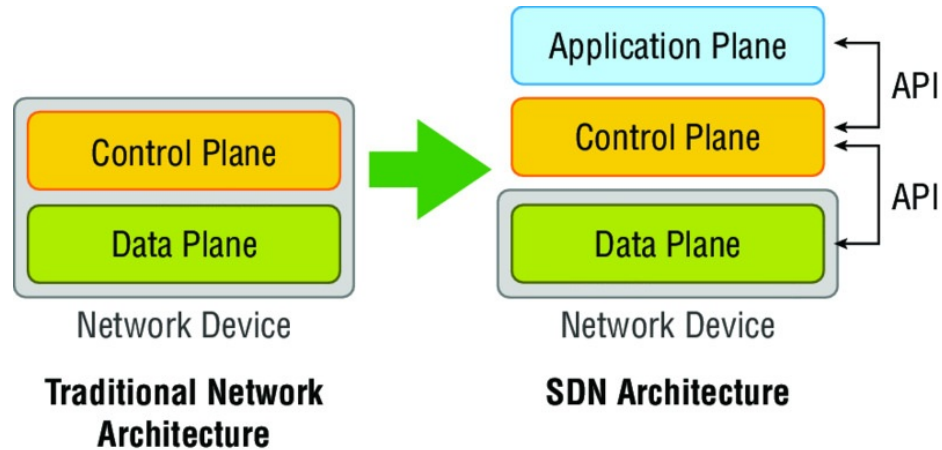 Control Plane
Data Plane
Network Device
Traditional Network
Architecture
Application Plane
Control Plane
Data Plane
API
API
Network Device
SDN Architecture